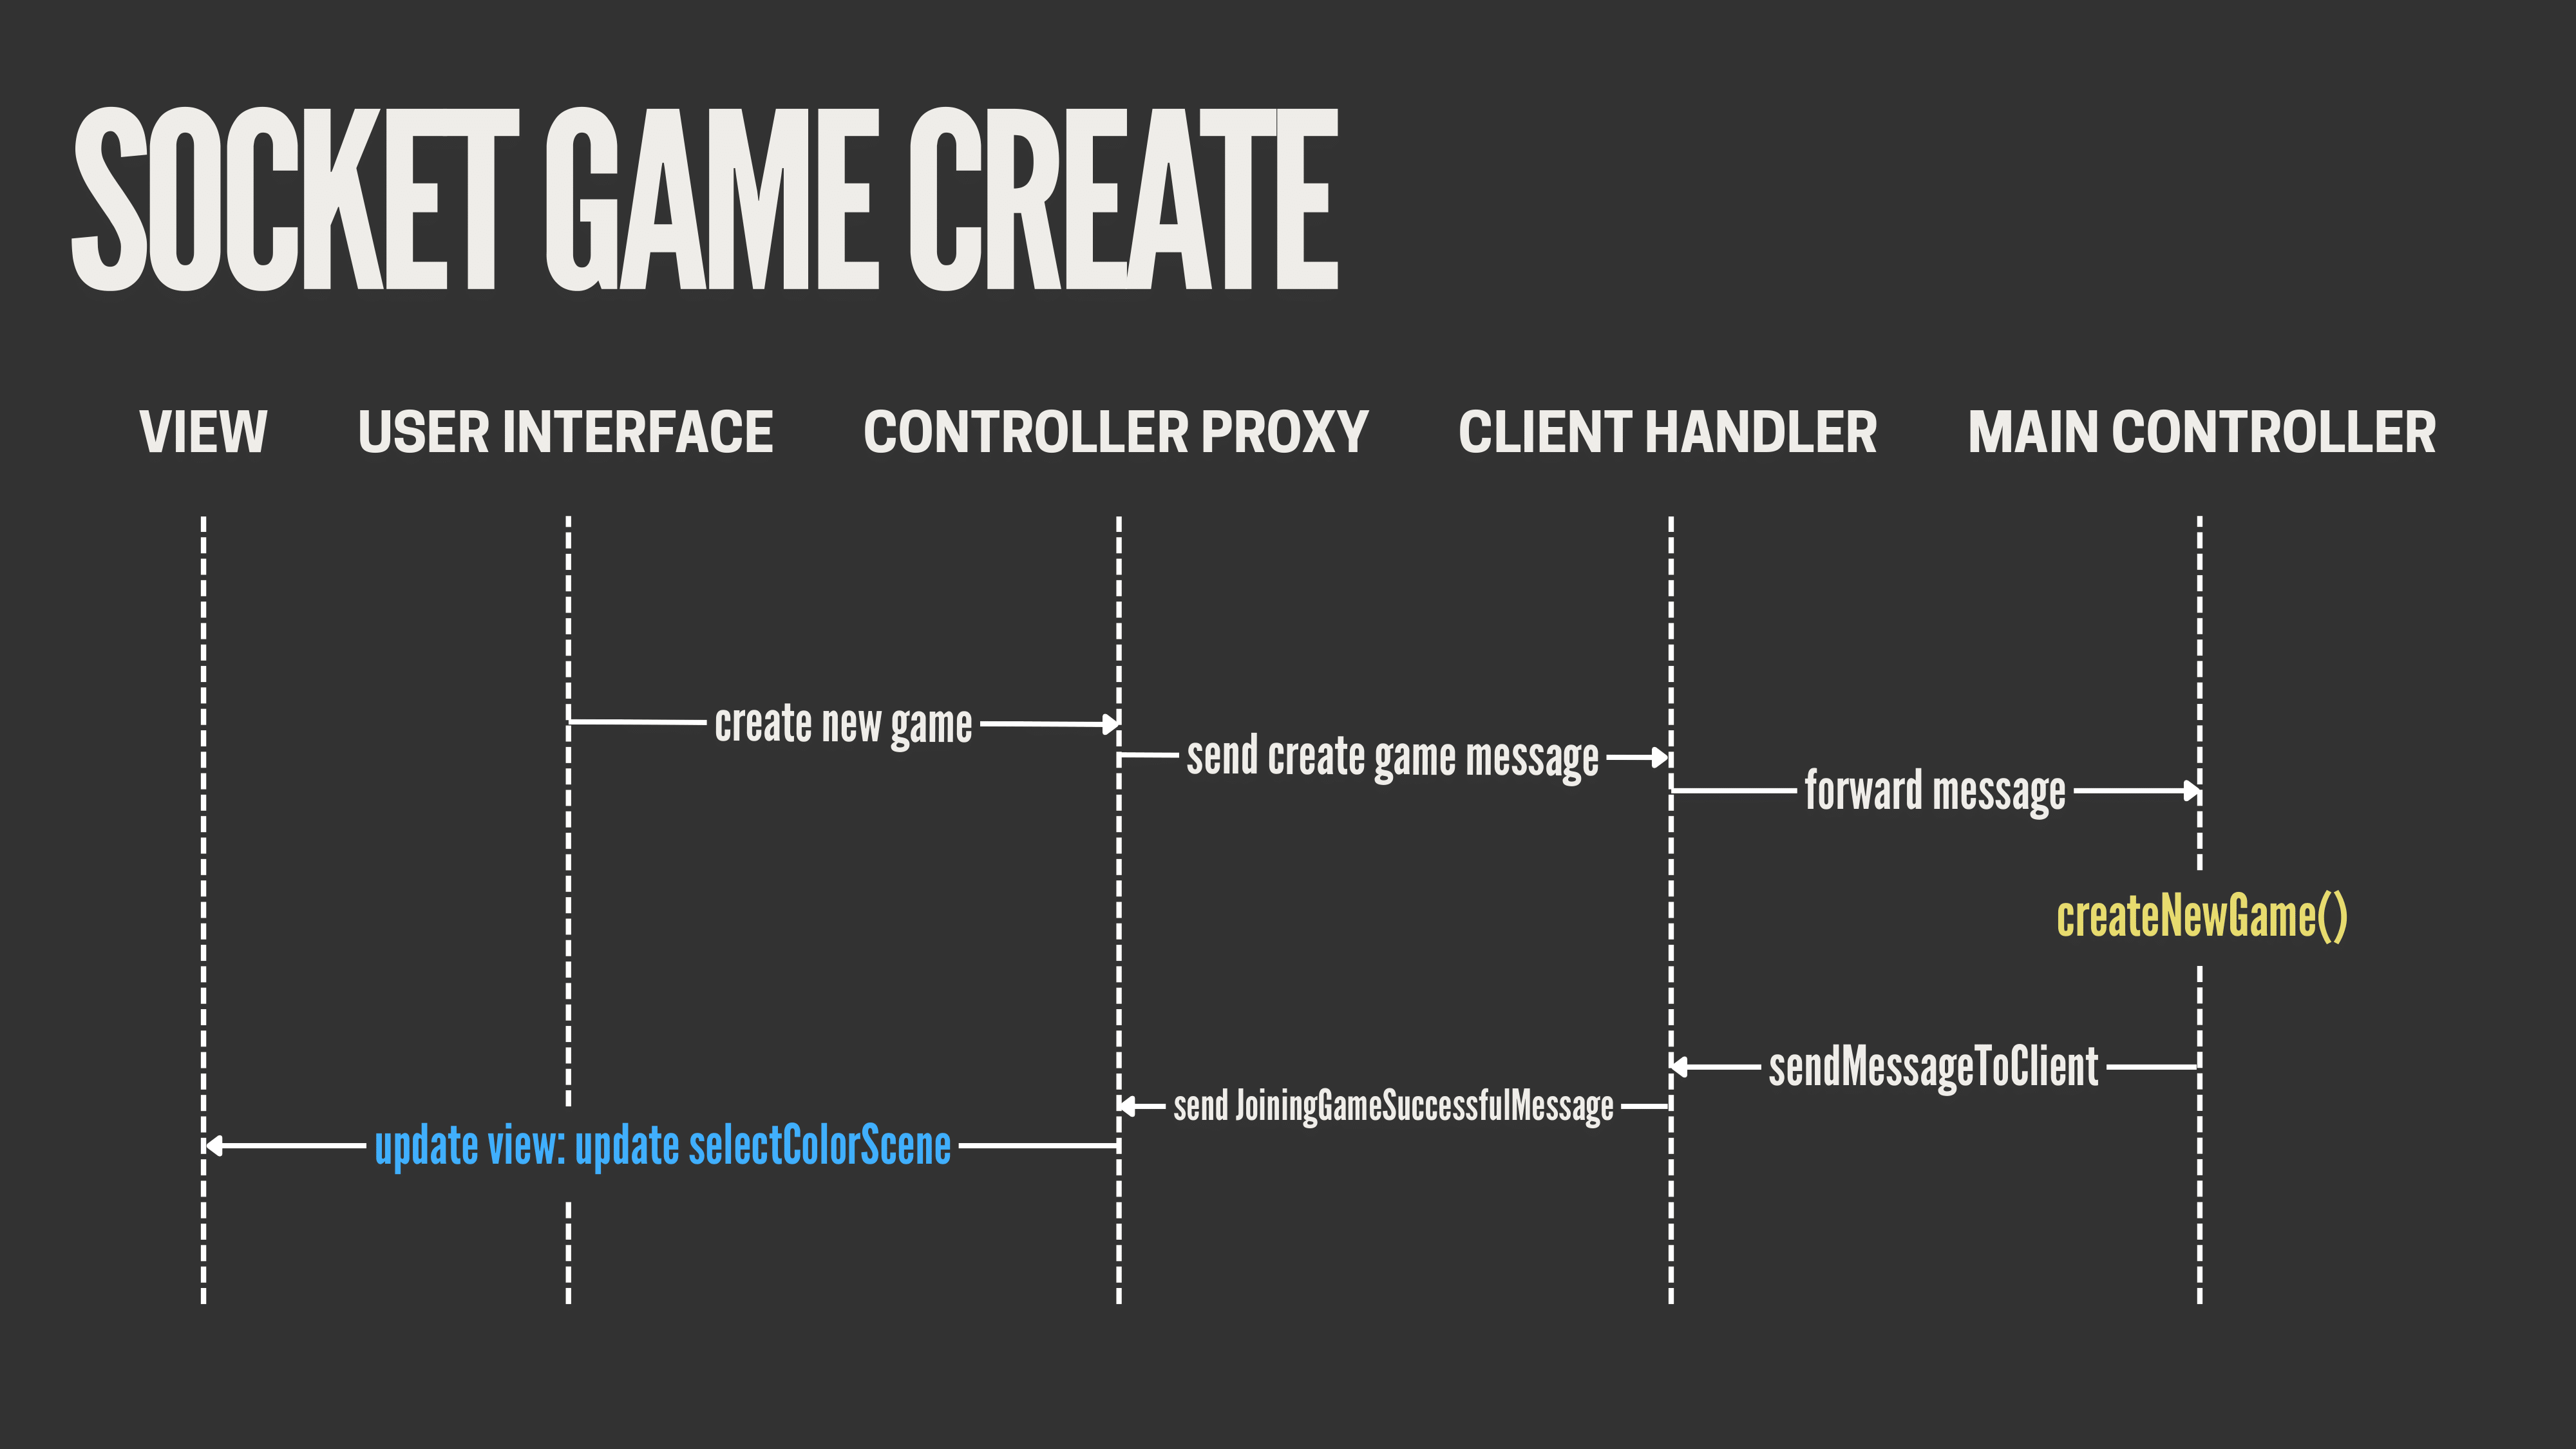 SOCKET GAME CREATE
VIEW
USER INTERFACE
CONTROLLER PROXY
CLIENT HANDLER
MAIN CONTROLLER
create new game
send create game message
forward message
createNewGame()
sendMessageToClient
send JoiningGameSuccessfulMessage
update view: update selectColorScene